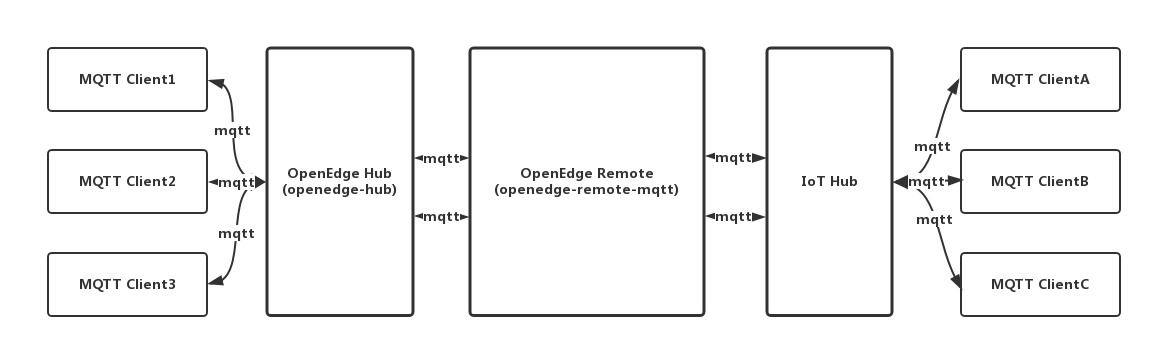 MQTT Client1
MQTT Client2
MQTT Client3
mqtt
mqtt
mqtt
OpenEdge Hub
(openedge-hub)
mqtt
mqtt
OpenEdge Remote
(openedge-remote-mqtt)
mqtt
mqtt
IoT Hub
mqtt
mqtt
mqtt
MQTT ClientA
MQTT ClientB
MQTT ClientC